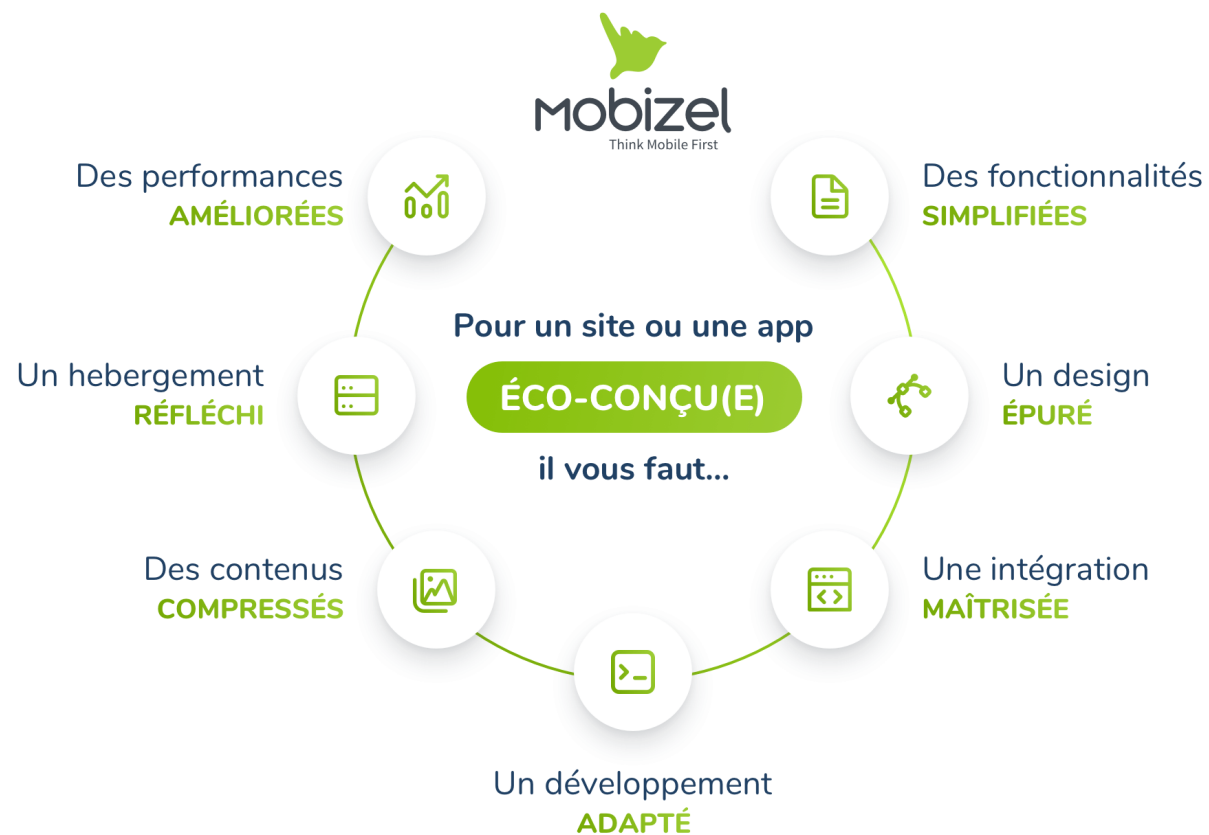 mobizel
Think Mobile First
Pour un site ou une app
ÉCO-CONÇU(E)
il vous faut...
Des fonctionnalités
SIMPLIFIÉES
Un design
ÉPURÉ
Une intégration
MAÎTRISÉE
Un développement
ADAPTÉ
Des contenus
COMPRESSÉS
Un hebergement
RÉFLÉCHI
Des performances
AMÉLIORÉES